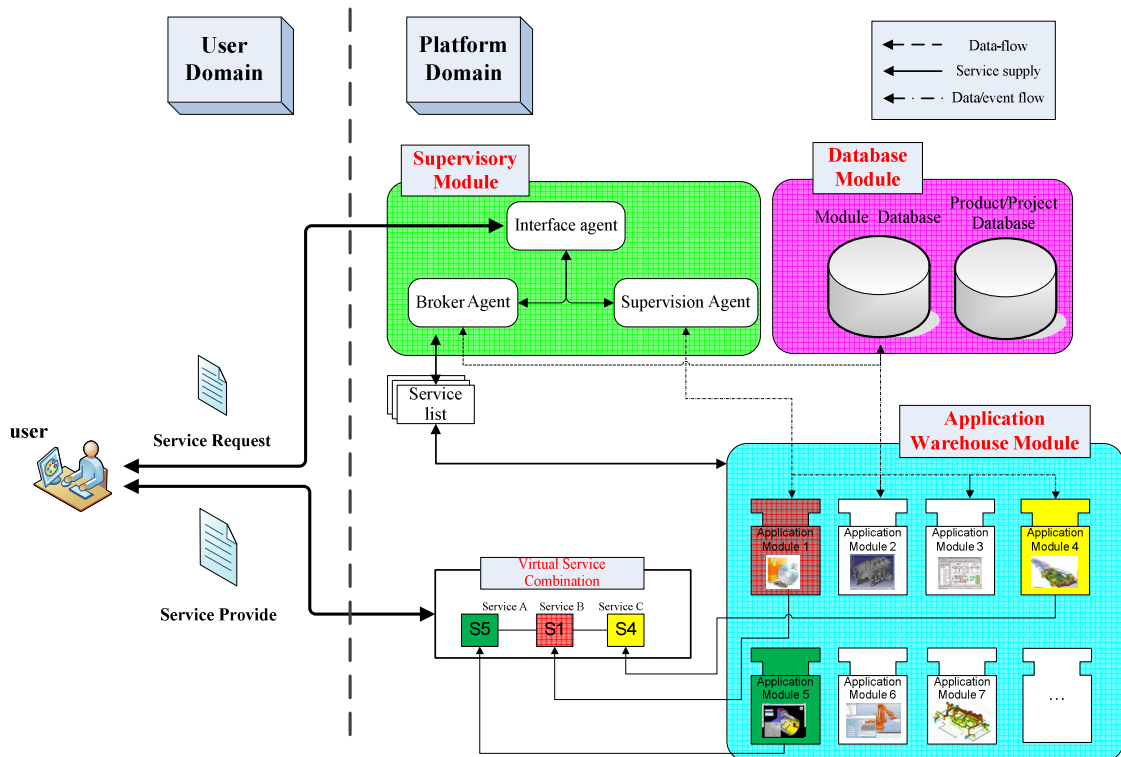 User
Domain
Platform
Domain
Data-flow
Service supply
Data/event flow
Supervisory
Module
Database
Module
Interface agent
Broker Agent
Supervision Agent
Module Database
Product/Project
Database
Service
list
user
Service Request
Service Provide
Application
Warehouse Module
Application
Module 1
Application
Module 2
Application
Module 3
Application
Module 4
Virtual Service
Combination
Service A
Service B
Service C
S5
S1
S4
Application
Module 5
Application
Module 6
Application
Module 7
...